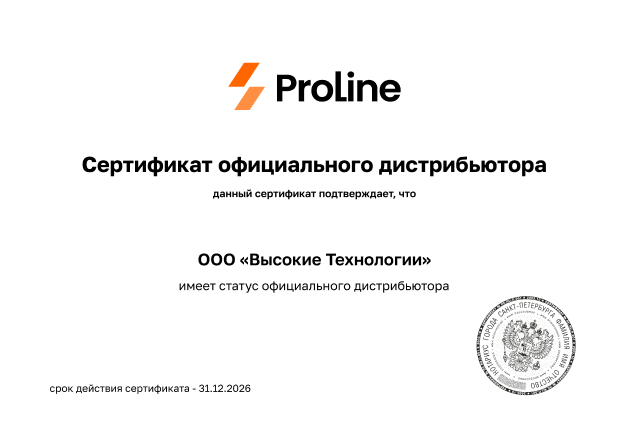 ProLine
Сертификат официального дистрибьютора
данный сертификат подтверждает, что
ООО «Высокие Технологии»
имеет статус официального дистрибьютора
НОТАРИУС ГОРОДА САНКТ-ПЕТЕРБУРГА ФАМИЛИЯ ИМЯ ОТЧЕСТВО
срок действия сертификата - 31.12.2026